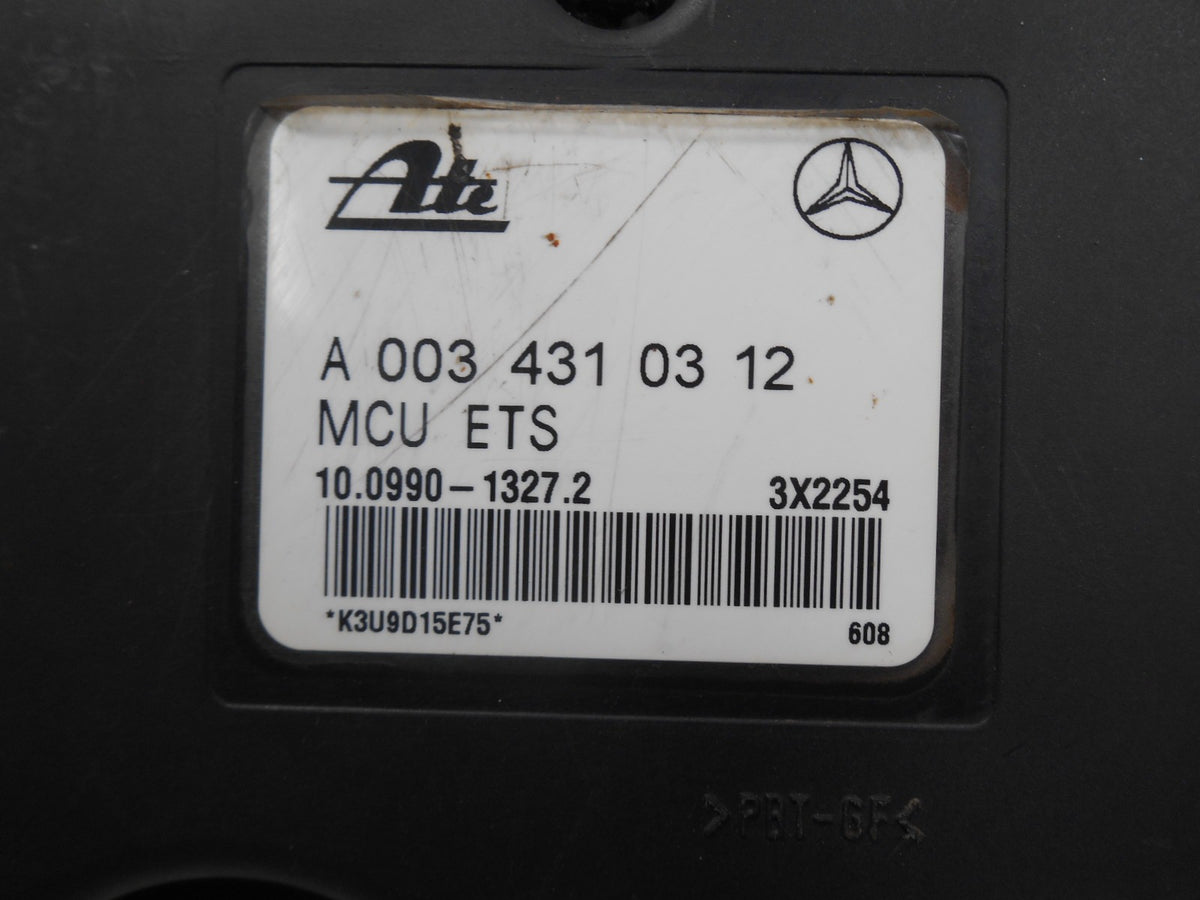 Ate
A 003 431 03 12
MCU ETS
10.0990-1327.2 3X2254
*K3U9D15E75* 608
>PBT-GF<